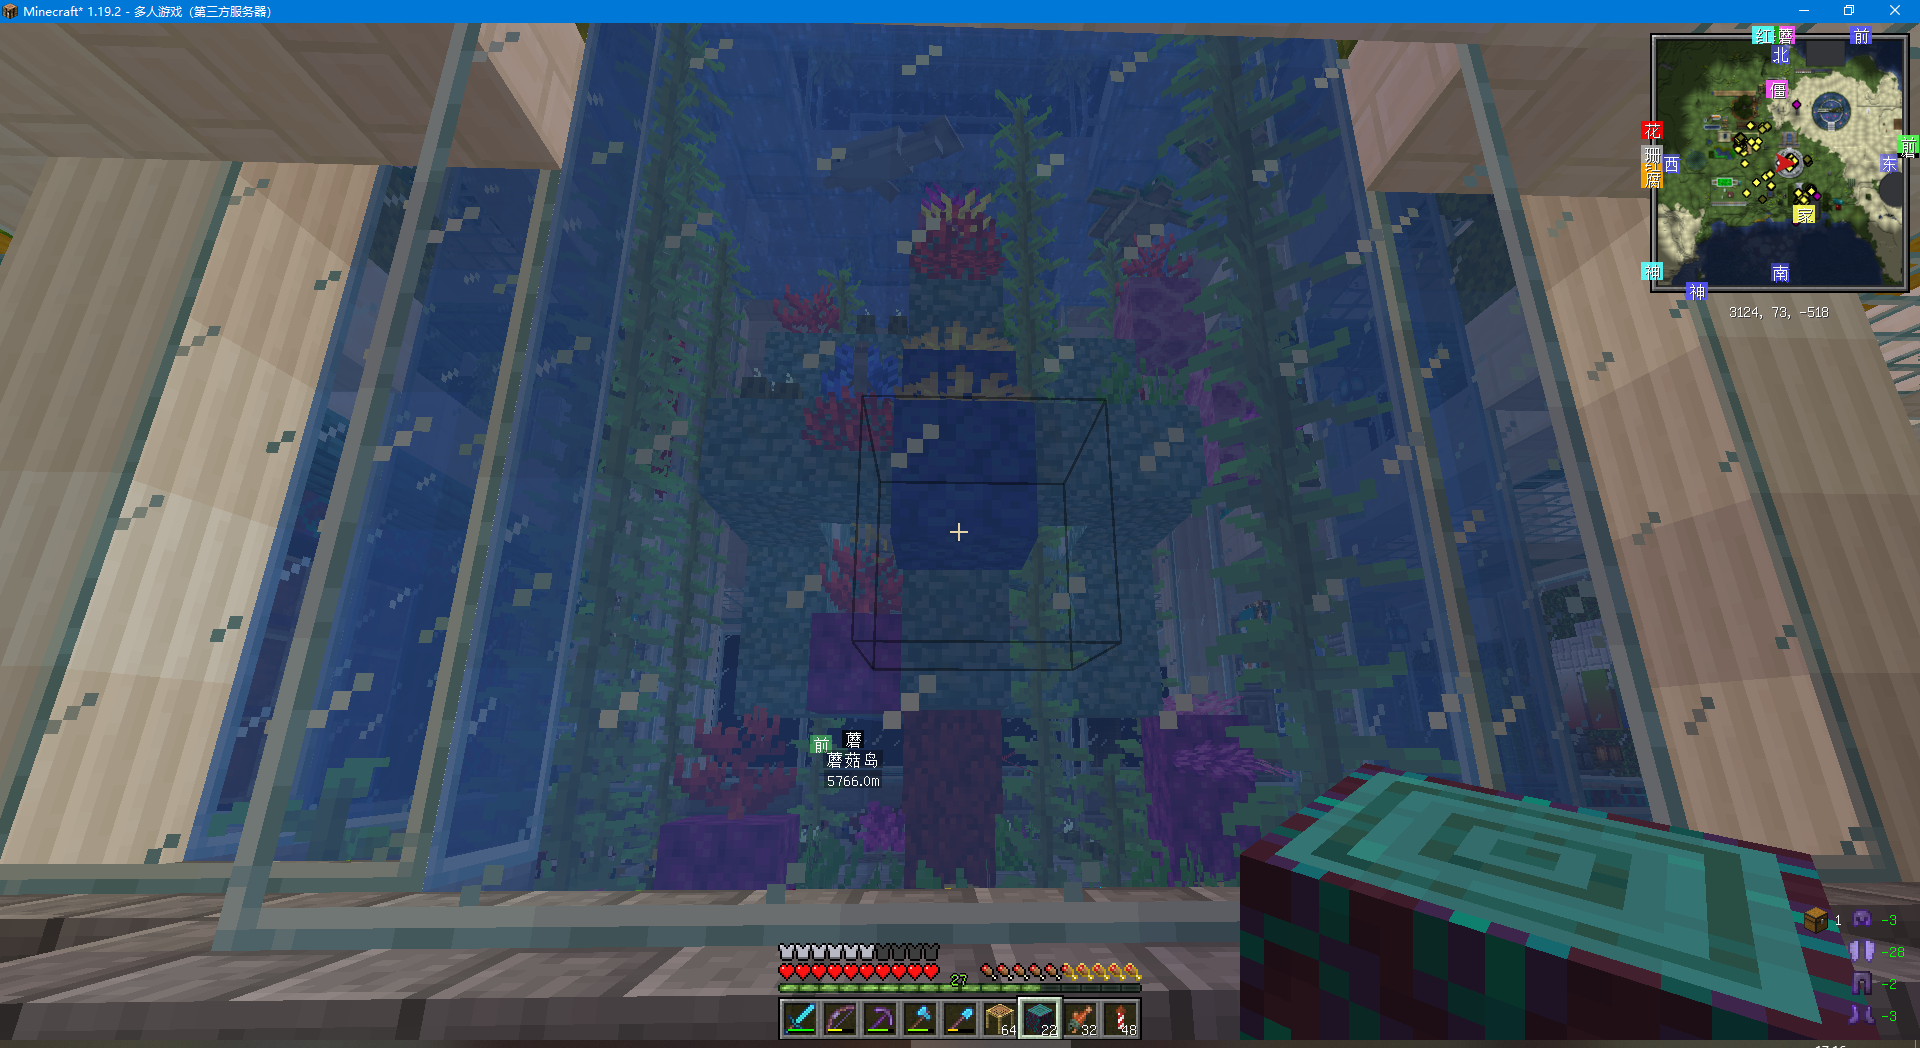 Minecraft* 1.19.2 - 多人游戏（第三方服务器）
红 磨 前
北
僵
花
前
珊
西
东
腐
家
神
南
神
3124, 73, -518
前 蘑
蘑菇岛
5766.0m
1 -3
-28
-2
-3
27
64 22 32 48